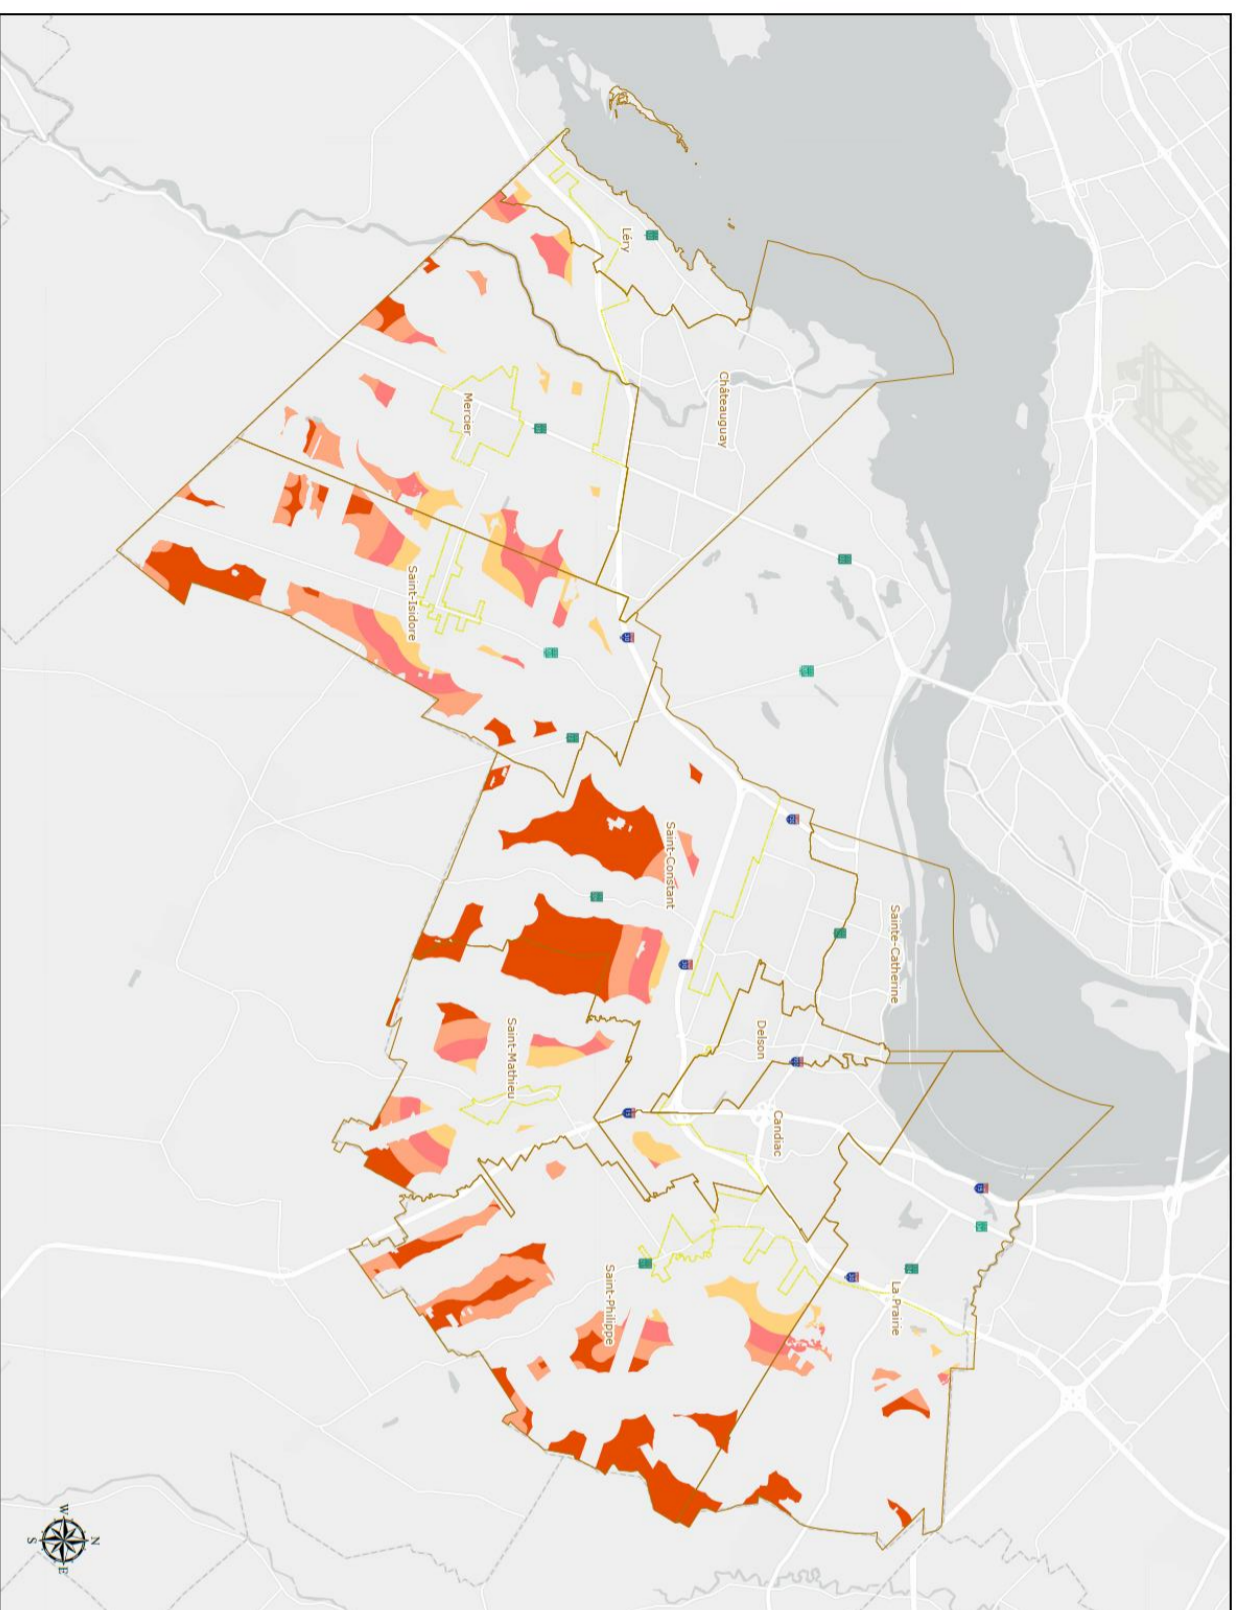 Léry
Châteauguay
Mercier
Saint-Isidore
Saint-Constant
Sainte-Catherine
Delson
Saint-Mathieu
Candiac
La Prairie
Saint-Philippe
N
W
E
S